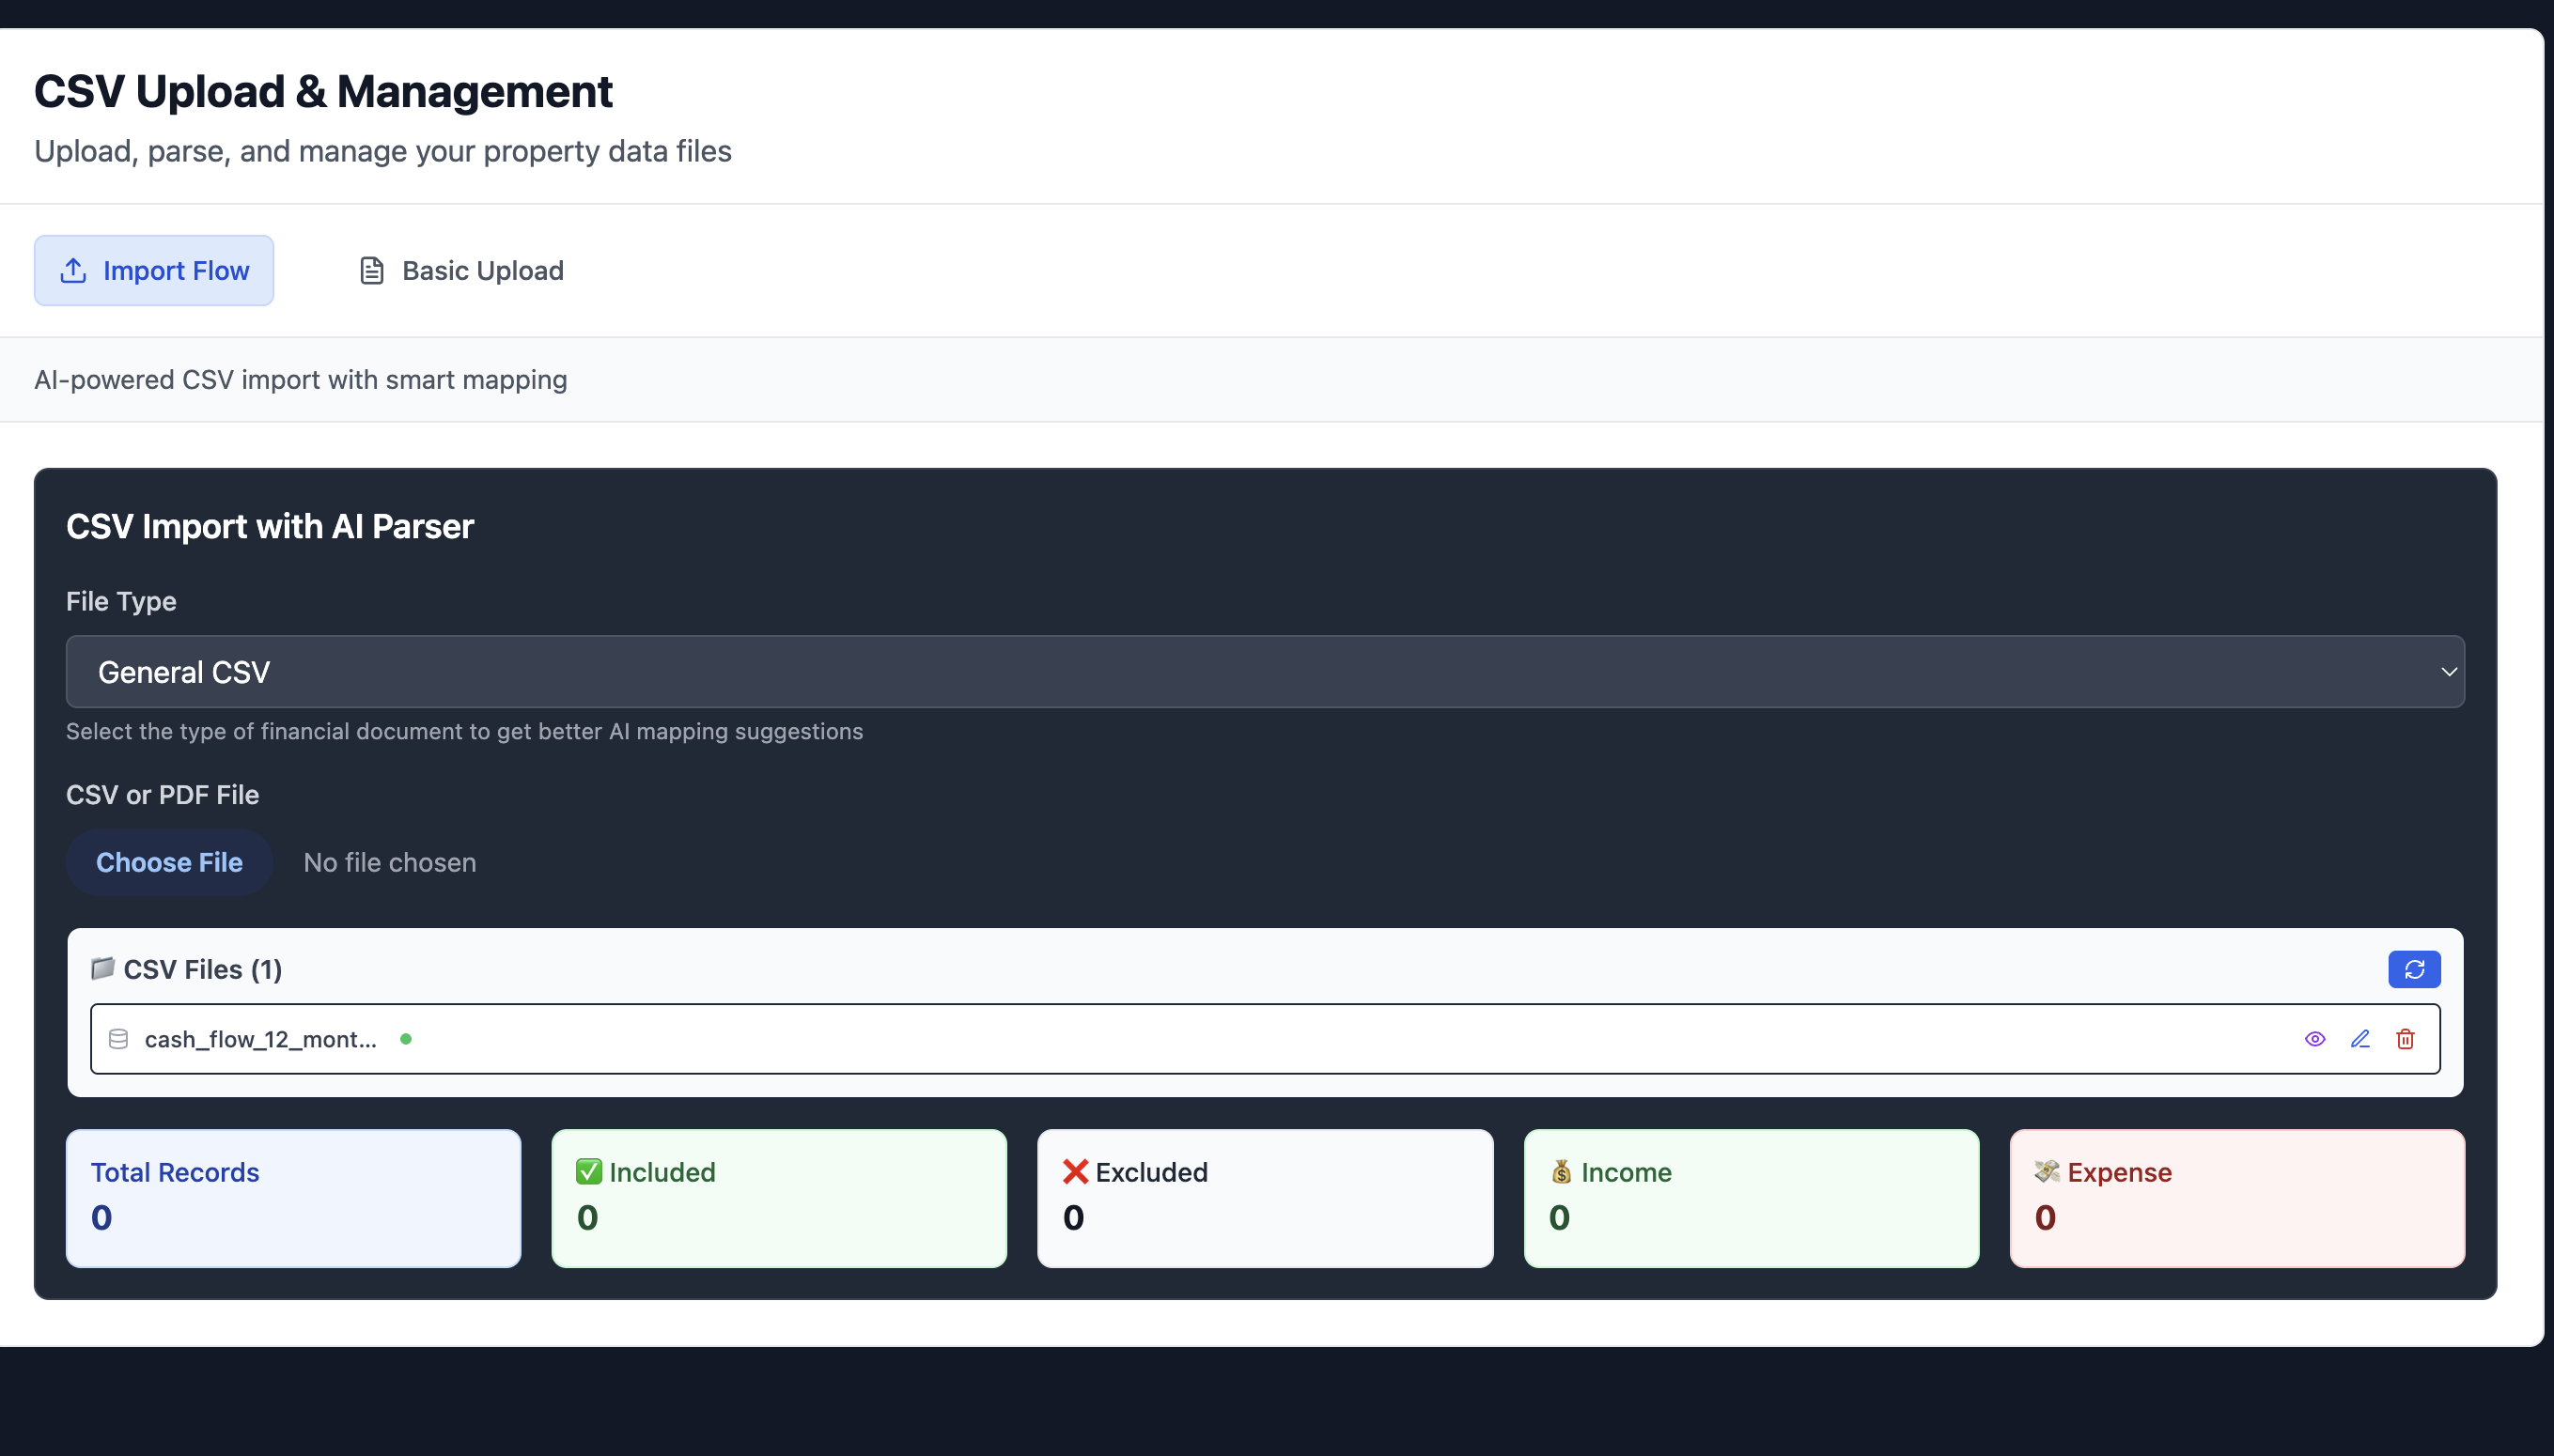 CSV Upload & Management
Upload, parse, and manage your property data files
Import Flow
Basic Upload
AI-powered CSV import with smart mapping
CSV Import with AI Parser
File Type
General CSV
Select the type of financial document to get better AI mapping suggestions
CSV or PDF File
Choose File
No file chosen
CSV Files (1)
cash_flow_12_mont...
Total Records
0
Included
0
Excluded
0
Income
0
Expense
0